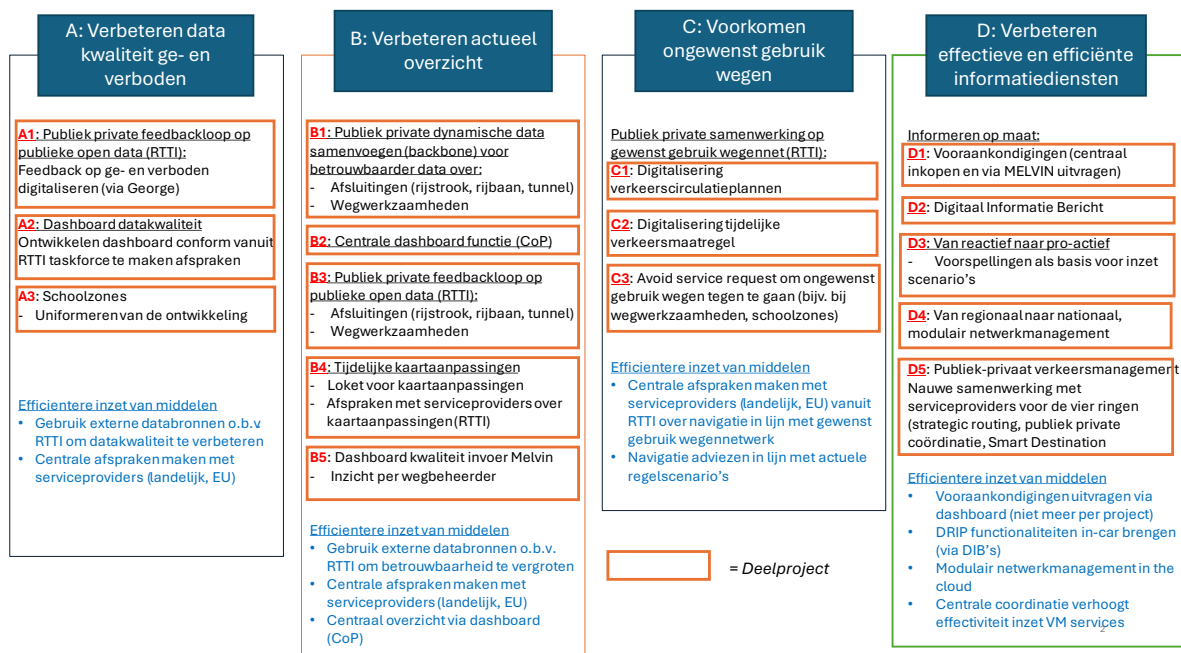 A: Verbeteren data
kwaliteit ge- en
verboden
A1: Publiek private feedbackloop op
publieke open data (RTTI):
Feedback op ge- en verboden
digitaliseren (via George)
A2: Dashboard datakwaliteit
Ontwikkelen dashboard conform vanuit
RTTI taskforce te maken afspraken
A3: Schoolzones
- Uniformeren van de ontwikkeling
Efficientere inzet van middelen
• Gebruik externe databronnen o.b.v.
RTTI om datakwaliteit te verbeteren
• Centrale afspraken maken met
serviceproviders (landelijk, EU)
B: Verbeteren actueel
overzicht
B1: Publiek private dynamische data
samenvoegen (backbone) voor
betrouwbaarder data over:
- Afsluitingen (rijstrook, rijbaan, tunnel)
- Wegwerkzaamheden
B2: Centrale dashboard functie (CoP)
B3: Publiek private feedbackloop op
publieke open data (RTTI):
- Afsluitingen (rijstrook, rijbaan, tunnel)
- Wegwerkzaamheden
B4: Tijdelijke kaartaanpassingen
- Loket voor kaartaanpassingen
- Afspraken met serviceproviders over
kaartaanpassingen (RTTI)
B5: Dashboard kwaliteit invoer Melvin
- Inzicht per wegbeheerder
Efficientere inzet van middelen
• Gebruik externe databronnen o.b.v.
RTTI om betrouwbaarheid te vergroten
• Centrale afspraken maken met
serviceproviders (landelijk, EU)
• Centraal overzicht via dashboard
(CoP)
C: Voorkomen
ongewenst gebruik
wegen
Publiek private samenwerking op
gewenst gebruik wegennet (RTTI):
C1: Digitalisering
verkeerscirculatieplannen
C2: Digitalisering tijdelijke
verkeersmaatregel
C3: Avoid service request om ongewenst
gebruik wegen tegen te gaan (bijv. bij
wegwerkzaamheden, schoolzones)
Efficientere inzet van middelen
• Centrale afspraken maken met
serviceproviders (landelijk, EU) vanuit
RTTI over navigatie in lijn met gewenst
gebruik wegennetwerk
• Navigatie adviezen in lijn met actuele
regelscenario's
= Deelproject
D: Verbeteren
effectieve en efficiënte
informatiediensten
Informeren op maat:
D1: Vooraankondigingen (centraal
inkopen en via MELVIN uitvragen)
D2: Digitaal Informatie Bericht
D3: Van reactief naar pro-actief
- Voorspellingen als basis voor inzet
scenario's
D4: Van regionaal naar nationaal,
modulair netwerkmanagement
D5: Publiek-privaat verkeersmanagement
Nauwe samenwerking met
serviceproviders voor de vier ringen
(strategic routing, publiek private
coördinatie, Smart Destination
Efficientere inzet van middelen
• Vooraankondigingen uitvragen via
dashboard (niet meer per project)
• DRIP functionaliteiten in-car brengen
(via DIB's)
• Modulair netwerkmanagement in the
cloud
• Centrale coordinatie verhoogt
effectiviteit inzet VM services
2